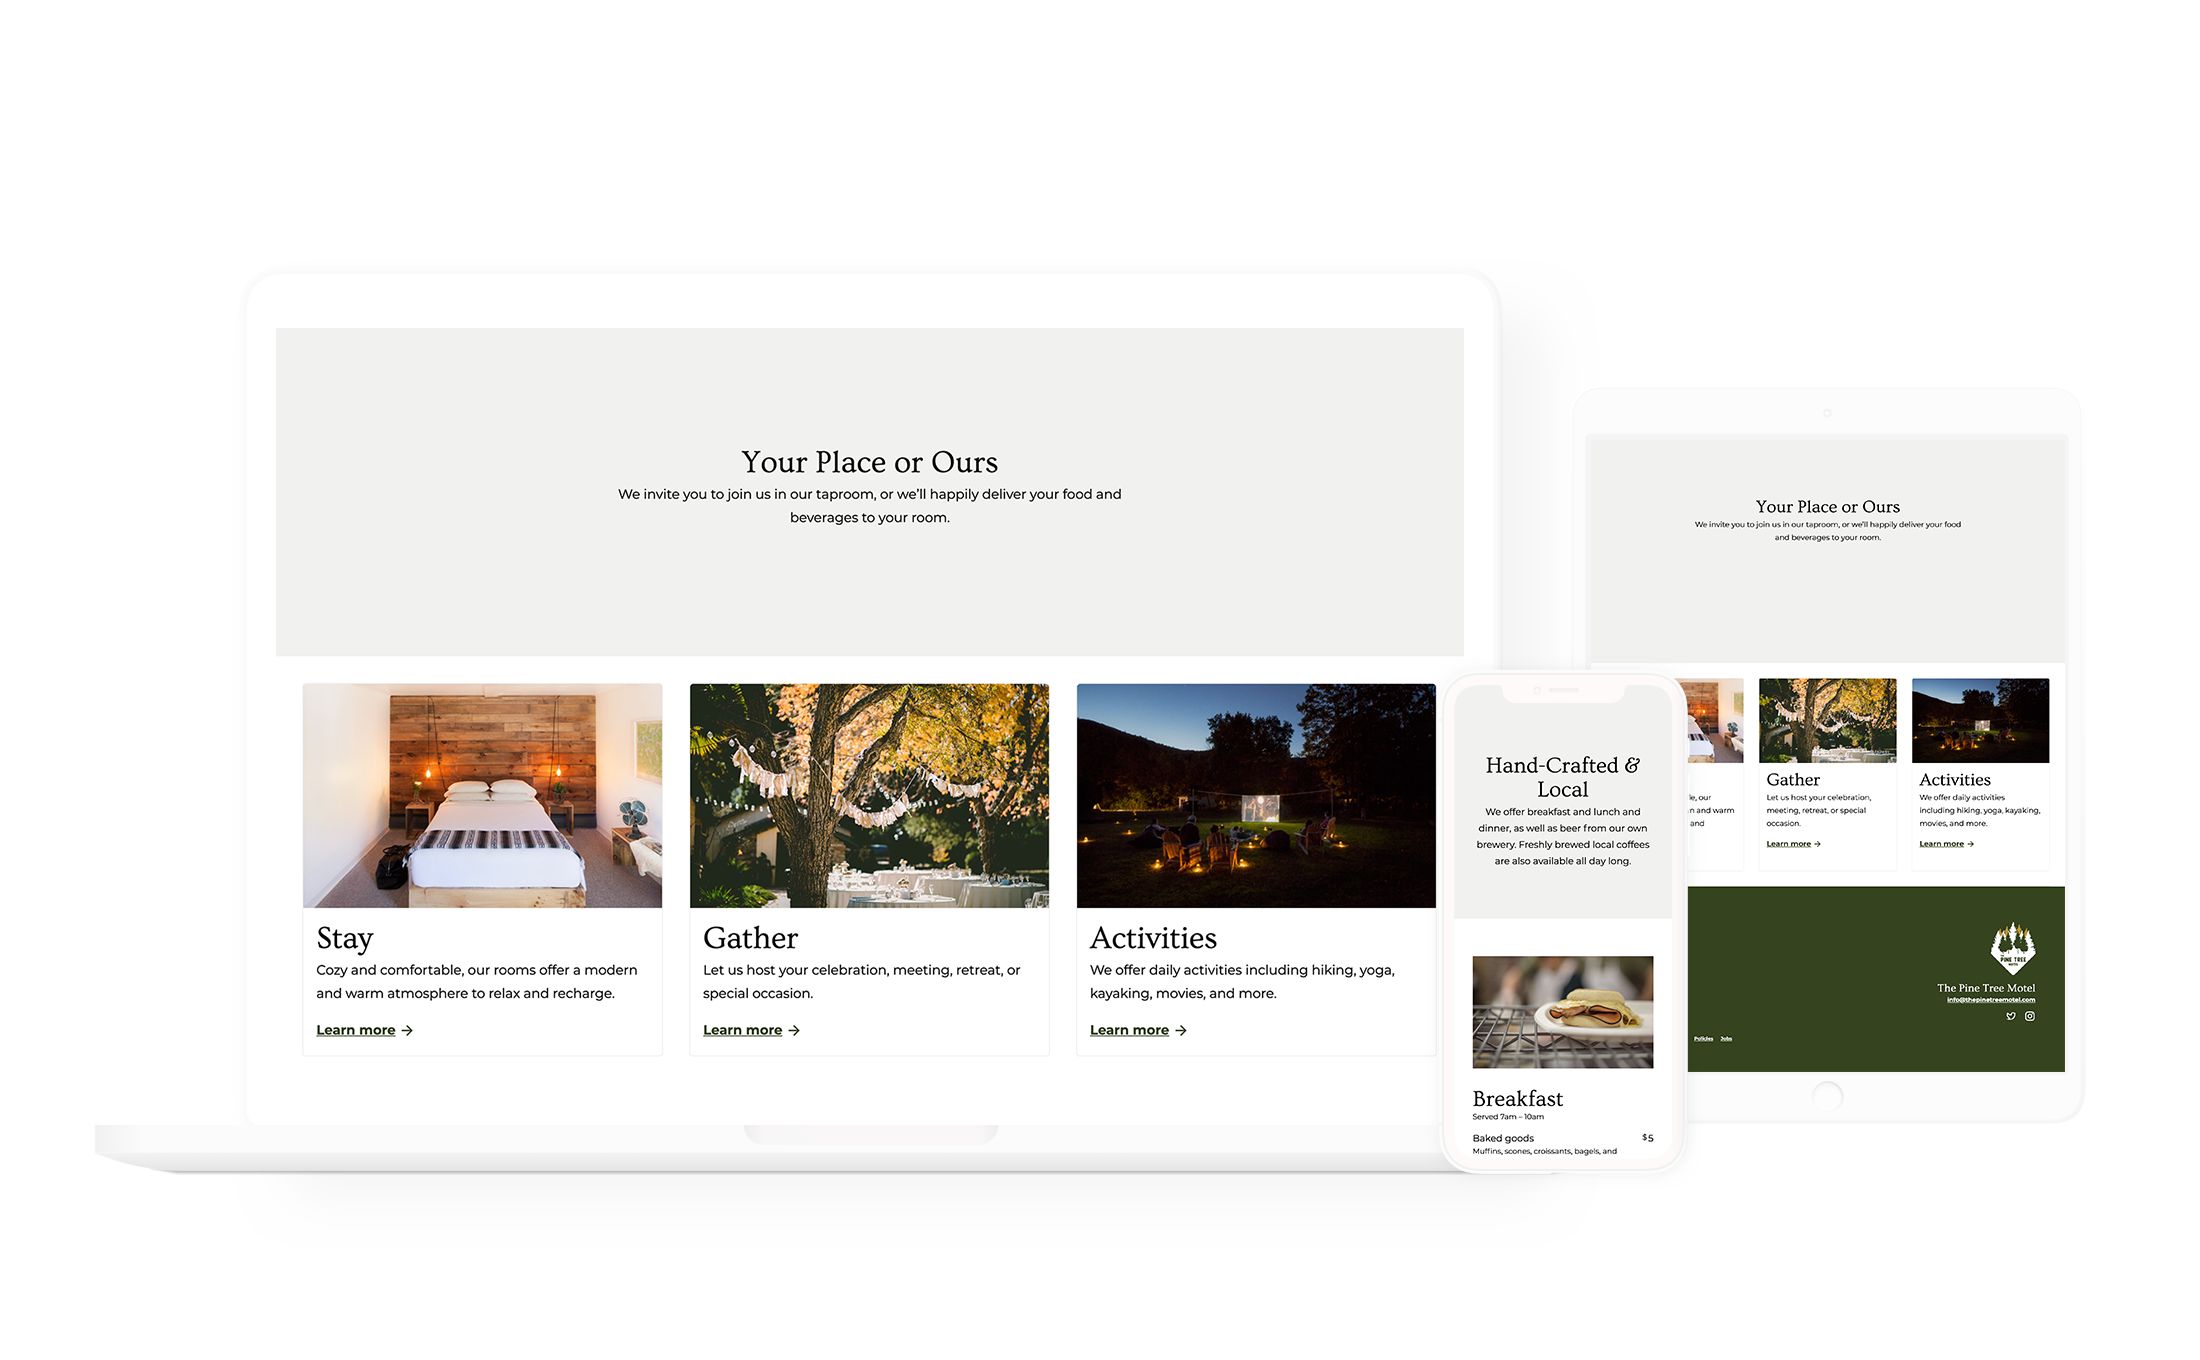 Your Place or Ours
We invite you to join us in our taproom, or we'll happily deliver your food and
beverages to your room.
Stay
Cozy and comfortable, our rooms offer a modern
and warm atmosphere to relax and recharge.
Learn more →
Gather
Let us host your celebration, meeting, retreat, or
special occasion.
Learn more →
Activities
We offer daily activities including hiking, yoga,
kayaking, movies, and more.
Learn more →
Hand-Crafted &
Local
We offer breakfast and lunch and
dinner, as well as beer from our own
brewery. Freshly brewed local coffees
are also available all day long.
Breakfast
Served 7am – 10am
Baked goods $5
Muffins, scones, croissants, bagels, and
Your Place or Ours
We invite you to join us in our taproom, or we'll happily deliver your food
and beverages to your room.
le, our
n and warm
and
Gather
Let us host your celebration,
meeting, retreat, or special
occasion.
Learn more →
Activities
We offer daily activities
including hiking, yoga, kayaking,
movies, and more.
Learn more →
PINE TREE
The Pine Tree Motel
info@thepinetreemotel.com
Policies Jobs